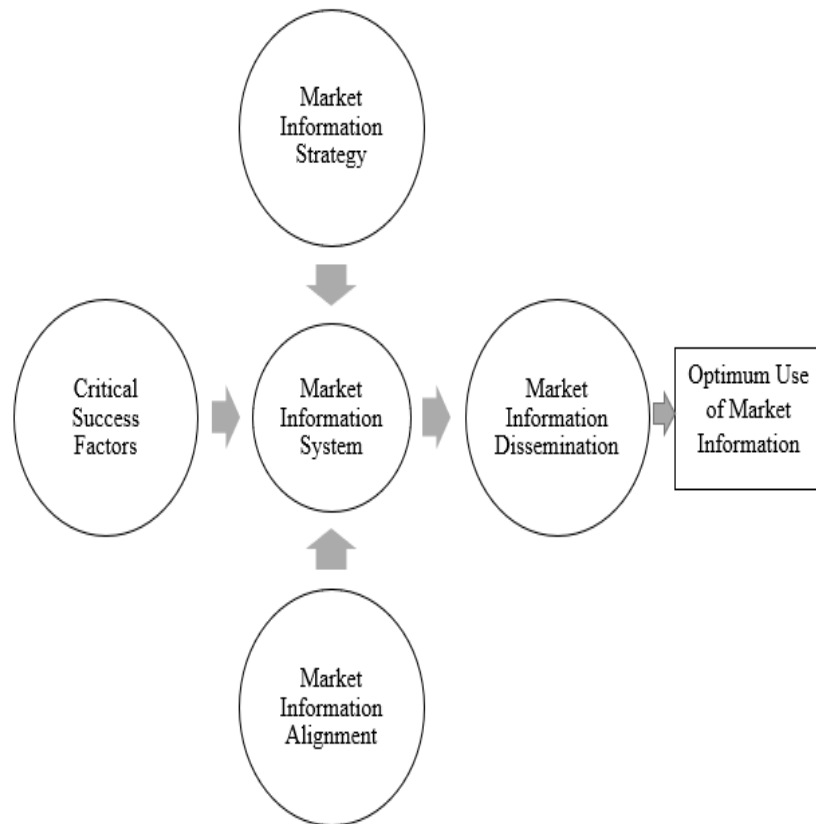 Market
Information
Strategy
Critical
Success
Factors
Market
Information
System
Market
Information
Dissemination
Optimum Use
of Market
Information
Market
Information
Alignment